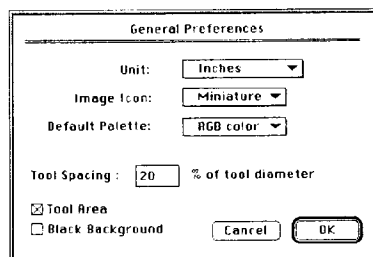 General Preferences
Unit: Inches
Image Icon: Miniature
Default Palette: RGB color
Tool Spacing : 20 % of tool diameter
Tool Area
Black Background
Cancel OK